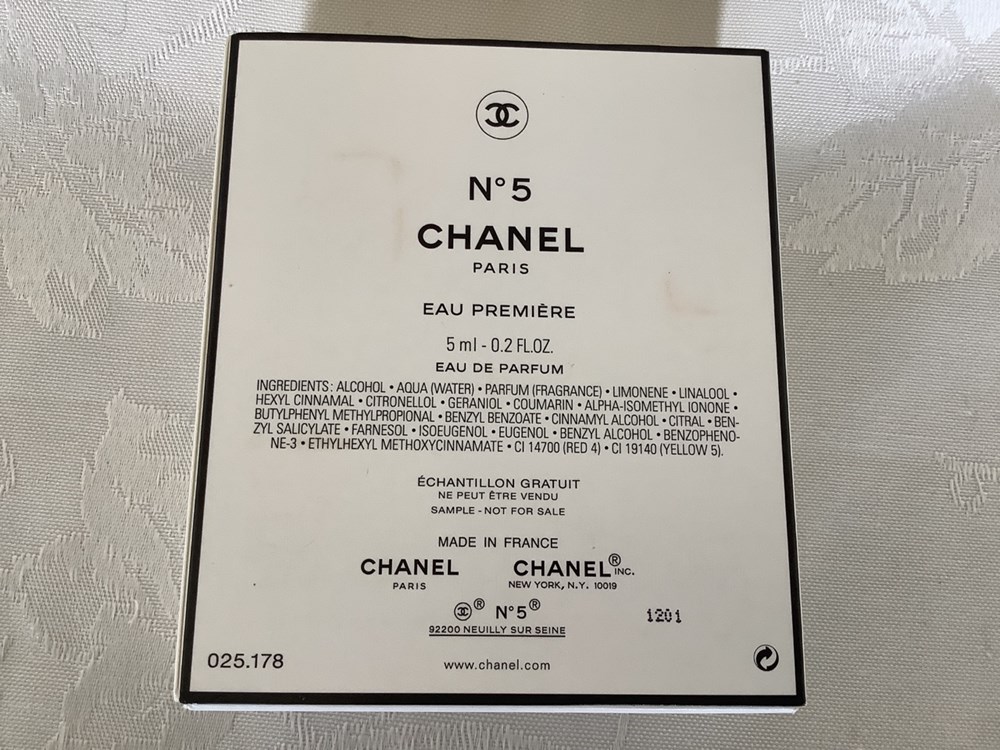 N°5
CHANEL
PARIS
EAU PREMIÈRE
5 ml - 0.2 FL.OZ.
EAU DE PARFUM
INGREDIENTS: ALCOHOL • AQUA (WATER) • PARFUM (FRAGRANCE) • LIMONENE • LINALOOL •
HEXYL CINNAMAL • CITRONELLOL • GERANIOL • COUMARIN • ALPHA-ISOMETHYL IONONE •
BUTYLPHENYL METHYLPROPIONAL • BENZYL BENZOATE • CINNAMYL ALCOHOL • CITRAL • BEN-
ZYL SALICYLATE • FARNESOL • ISOEUGENOL • EUGENOL • BENZYL ALCOHOL • BENZOPHENO-
NE-3 • ETHYLHEXYL METHOXYCINNAMATE • CI 14700 (RED 4) • CI 19140 (YELLOW 5).
ÉCHANTILLON GRATUIT
NE PEUT ÊTRE VENDU
SAMPLE - NOT FOR SALE
MADE IN FRANCE
CHANEL CHANEL® INC.
PARIS NEW YORK, N.Y. 10019
® N°5®
1201
92200 NEUILLY SUR SEINE
025.178
www.chanel.com